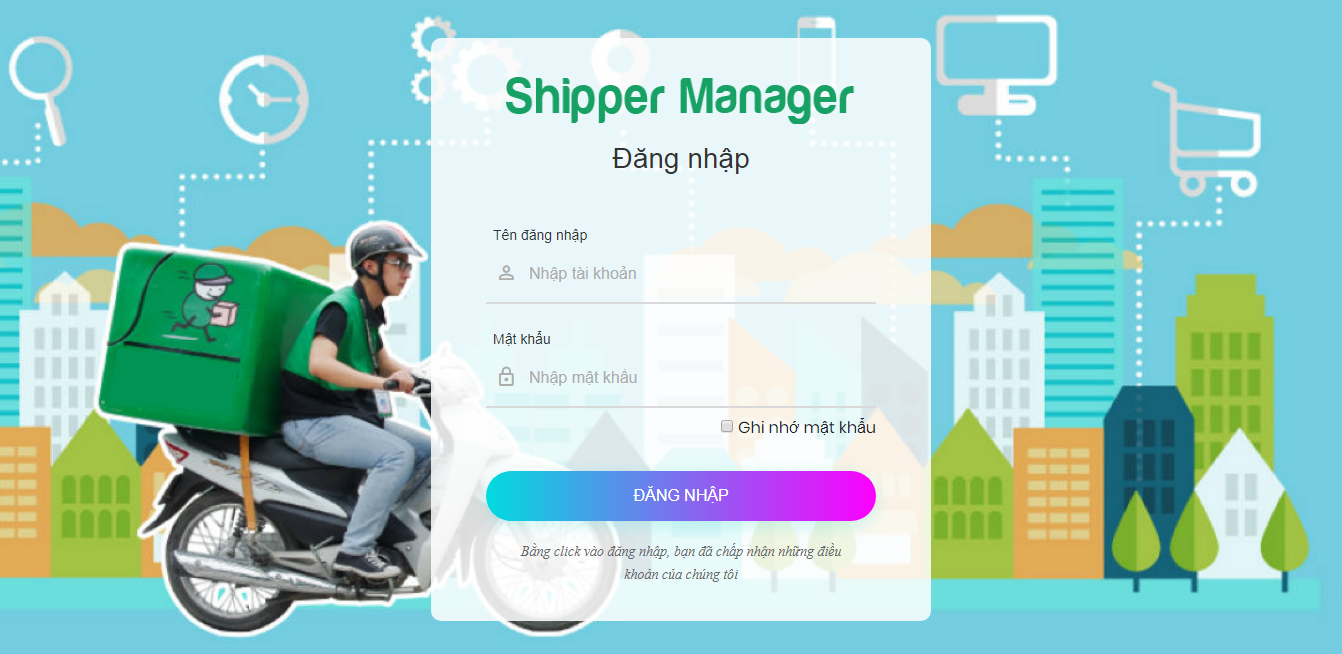 Shipper Manager
Đăng nhập
Tên đăng nhập
Nhập tài khoản
Mật khẩu
Nhập mật khẩu
Ghi nhớ mật khẩu
ĐĂNG NHẬP
Bằng click vào đăng nhập, bạn đã chấp nhận những điều
khoản của chúng tôi